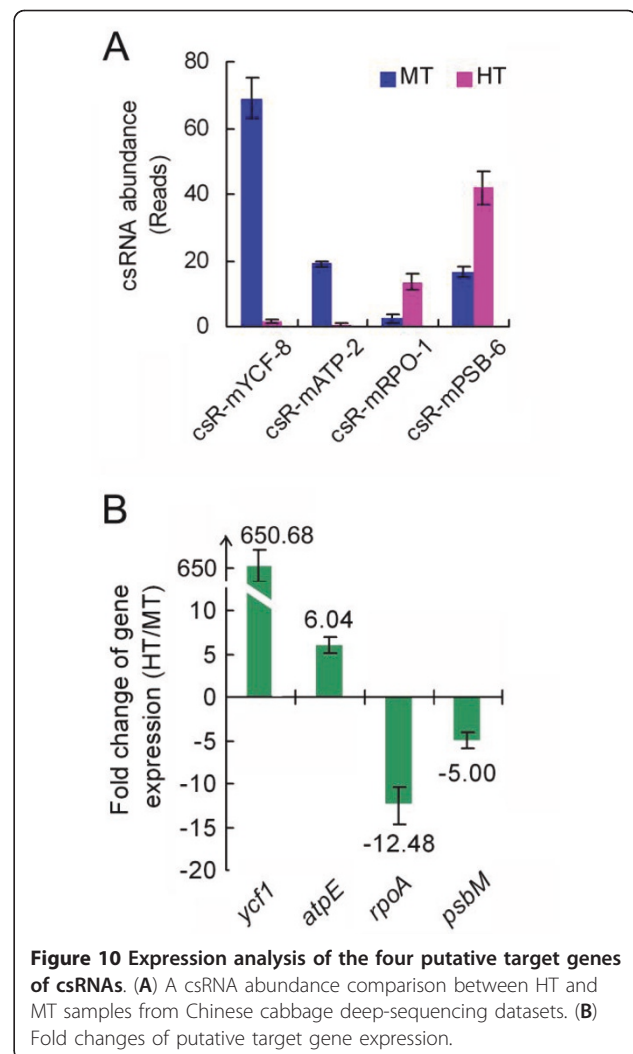 A
80
60
40
20
0
csRNA abundance
(Reads)
MT
HT
csR-mYCF-8
csR-mATP-2
csR-mRPO-1
csR-mPSB-6
B
650.68
650
10
5
0
-5
-10
-15
-20
Fold change of gene
expression (HT/MT)
6.04
-12.48
-5.00
ycf1
atpE
rpoA
psbM
Figure 10 Expression analysis of the four putative target genes
of csRNAs. (A) A csRNA abundance comparison between HT and
MT samples from Chinese cabbage deep-sequencing datasets. (B)
Fold changes of putative target gene expression.